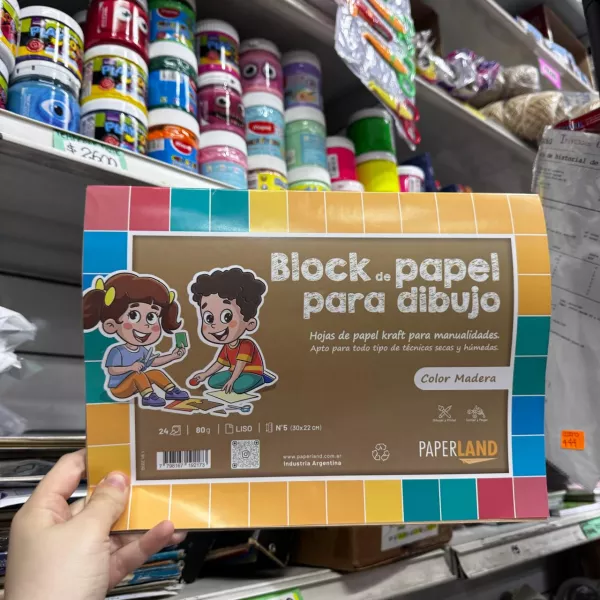 $ 2600
Block de papel
para dibujo
Hojas de papel kraft para manualidades.
Apto para todo tipo de técnicas secas y húmedas.
Color Madera
24
80g
LISO
Nº5 (30x22 cm)
www.paperland.com.ar
Industria Argentina
PAPERLAND